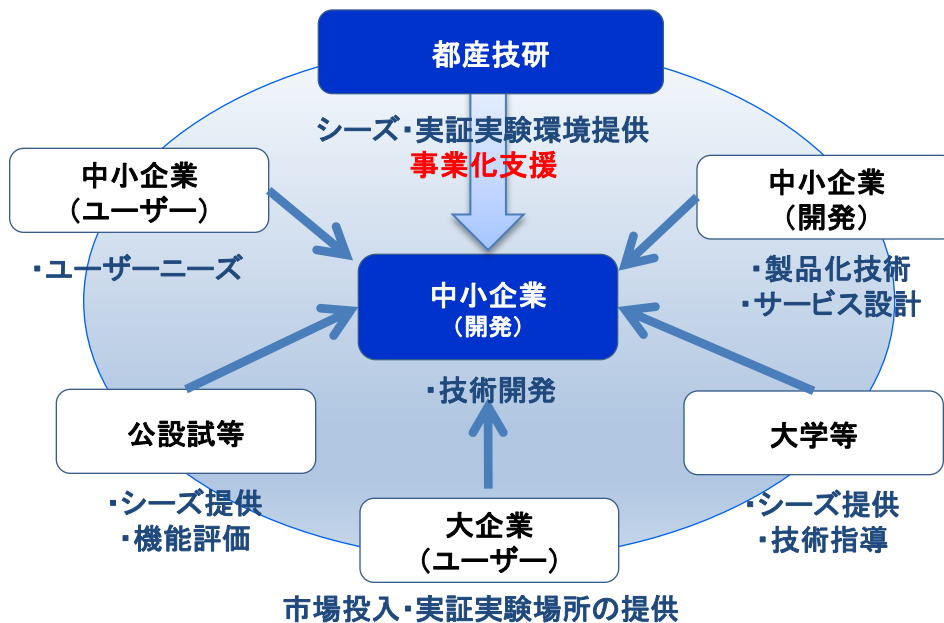 都産技研
シーズ・実証実験環境提供
事業化支援
中小企業
（ユーザー）
・ユーザーニーズ
中小企業
（開発）
・製品化技術
・サービス設計
中小企業
（開発）
・技術開発
公設試等
・シーズ提供
・機能評価
大企業
（ユーザー）
市場投入・実証実験場所の提供
大学等
・シーズ提供
・技術指導